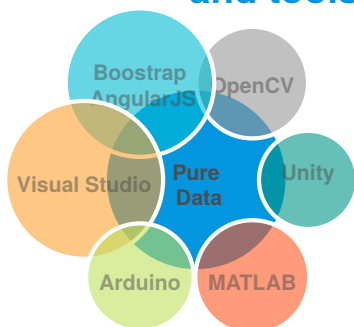 and tools
Boostrap
AngularJS
OpenCV
Visual Studio
Pure
Data
Unity
Arduino
MATLAB